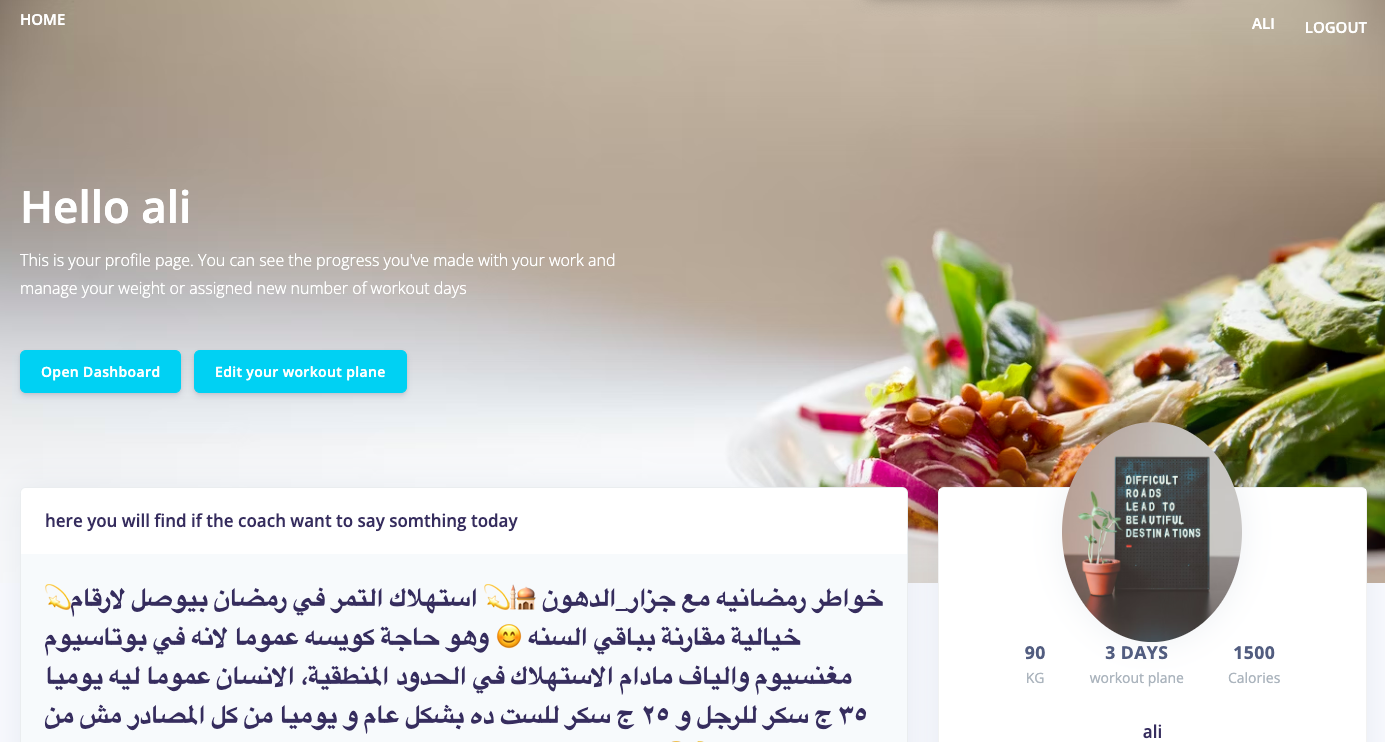 HOME
ALI
LOGOUT
Hello ali
This is your profile page. You can see the progress you've made with your work and
manage your weight or assigned new number of workout days
Open Dashboard
Edit your workout plane
here you will find if the coach want to say somthing today
خواطر رمضانيه مع جزار_الدهون 🕌💫 استهلاك التمر في رمضان بيوصل لارقام💫
خيالية مقارنة بباقي السنه 😊 وهو حاجة كويسه عموما لانه في بوتاسيوم
مغنسيوم والياف مادام الاستهلاك في الحدود المنطقية، الانسان عموما ليه يوميا
٣٥ ج سكر للرجل و ٢٥ ج سكر للست ده بشكل عام و يوميا من كل المصادر مش من
DIFFICULT
ROADS
LEAD TO
BEAUTIFUL
DESTINATIONS
90
3 DAYS
1500
KG
workout plane
Calories
ali